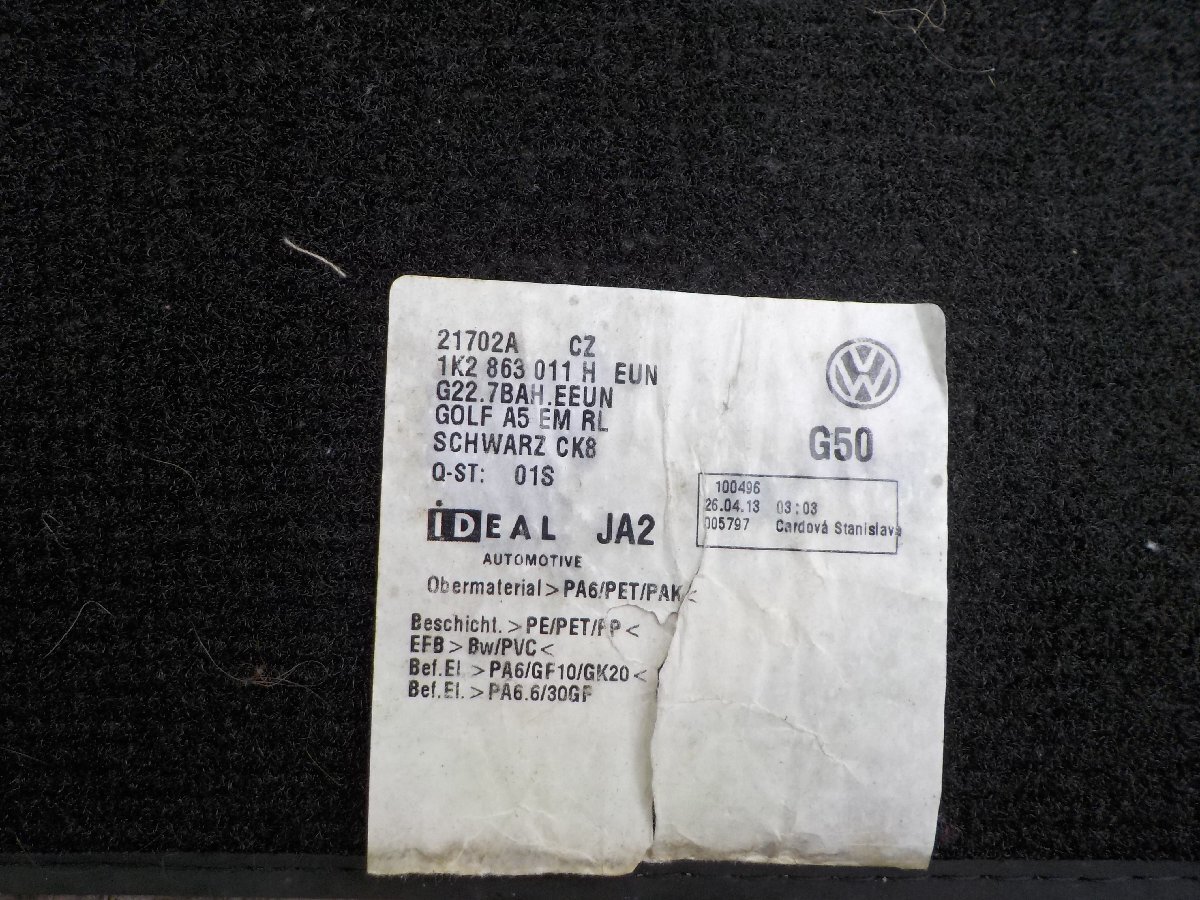 21702A CZ
1K2 863 011 H EUN
G22.7BAH.EEUN
GOLF A5 EM RL
SCHWARZ CK8
Q-ST: 01S
VW
G50
100496
26.04.13 03:03
005797 Cardová Stanislava
iDEAL JA2
AUTOMOTIVE
Obermaterial>PA6/PET/PAK<
Beschicht.>PE/PET/PP<
EFB>Bw/PVC<
Bef.El.>PA6/GF10/GK20<
Bef.El.>PA6.6/30GF